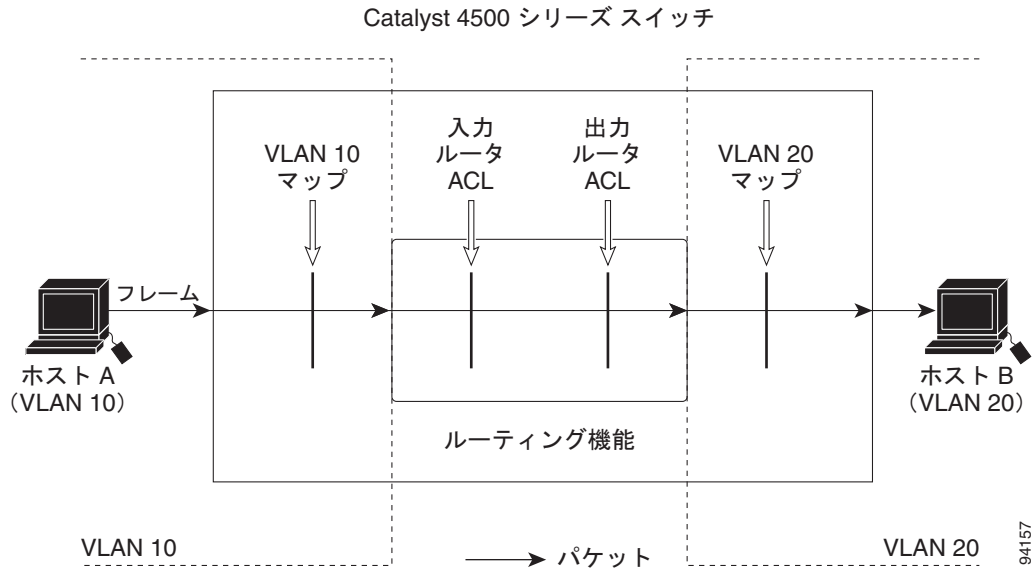 Catalyst 4500 シリーズ スイッチ
VLAN 10
マップ
入力
ルータ
ACL
出力
ルータ
ACL
VLAN 20
マップ
フレーム
ホスト A
（VLAN 10）
ホスト B
（VLAN 20）
ルーティング機能
VLAN 10
パケット
VLAN 20
94157